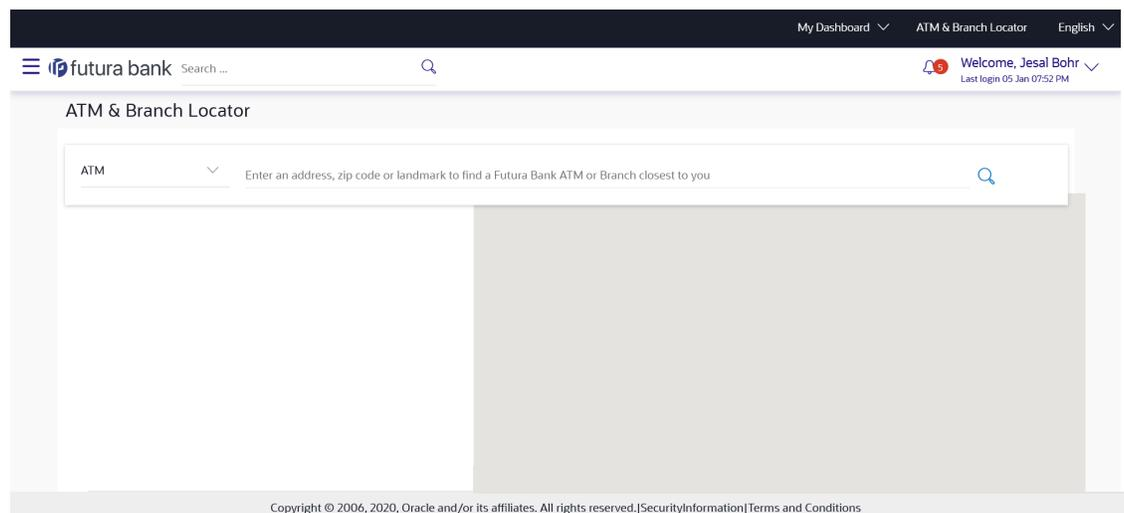 My Dashboard ATM & Branch Locator English
futura bank Search ... 5 Welcome, Jesal Bohr
Last login 05 Jan 07:52 PM
ATM & Branch Locator
ATM Enter an address, zip code or landmark to find a Futura Bank ATM or Branch closest to you
Copyright © 2006, 2020, Oracle and/or its affiliates. All rights reserved.|SecurityInformation|Terms and Conditions